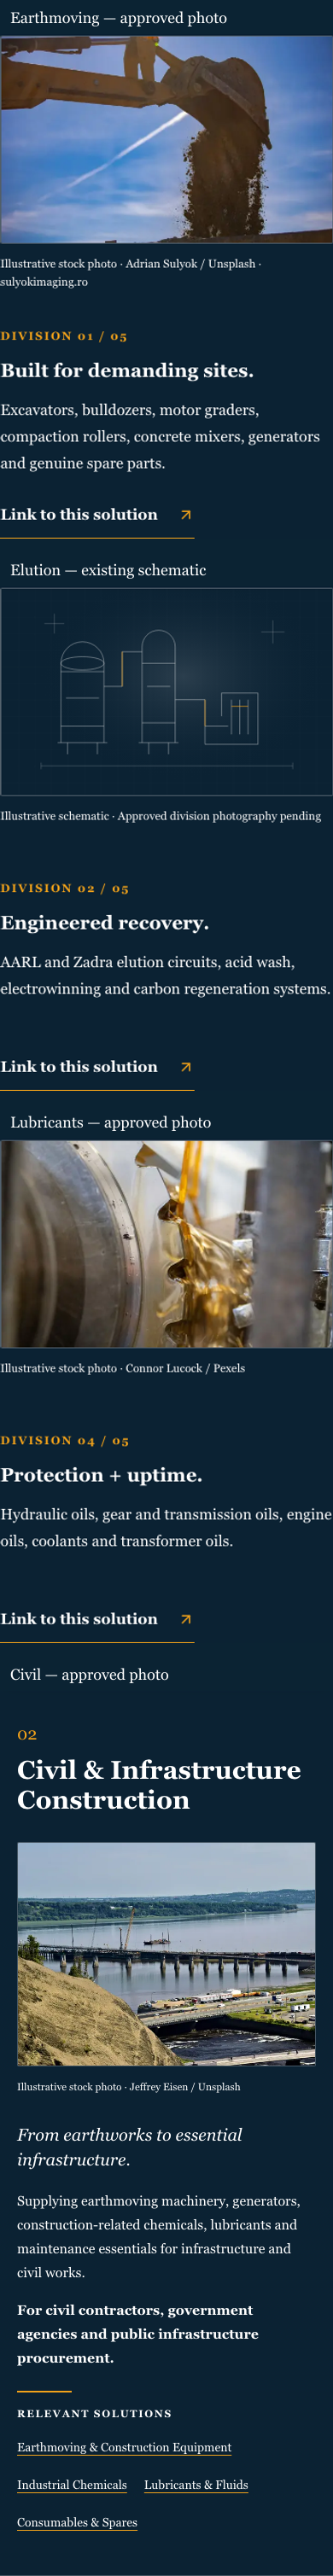 Earthmoving — approved photo
Illustrative stock photo · Adrian Sulyok / Unsplash ·
sulyokimaging.ro
DIVISION 01 / 05
Built for demanding sites.
Excavators, bulldozers, motor graders,
compaction rollers, concrete mixers, generators
and genuine spare parts.
Link to this solution ↗
Elution — existing schematic
Illustrative schematic · Approved division photography pending
DIVISION 02 / 05
Engineered recovery.
AARL and Zadra elution circuits, acid wash,
electrowinning and carbon regeneration systems.
Link to this solution ↗
Lubricants — approved photo
Illustrative stock photo · Connor Lucock / Pexels
DIVISION 04 / 05
Protection + uptime.
Hydraulic oils, gear and transmission oils, engine
oils, coolants and transformer oils.
Link to this solution ↗
Civil — approved photo
02
Civil & Infrastructure
Construction
Illustrative stock photo · Jeffrey Eisen / Unsplash
From earthworks to essential
infrastructure.
Supplying earthmoving machinery, generators,
construction-related chemicals, lubricants and
maintenance essentials for infrastructure and
civil works.
For civil contractors, government
agencies and public infrastructure
procurement.
RELEVANT SOLUTIONS
Earthmoving & Construction Equipment
Industrial Chemicals Lubricants & Fluids
Consumables & Spares